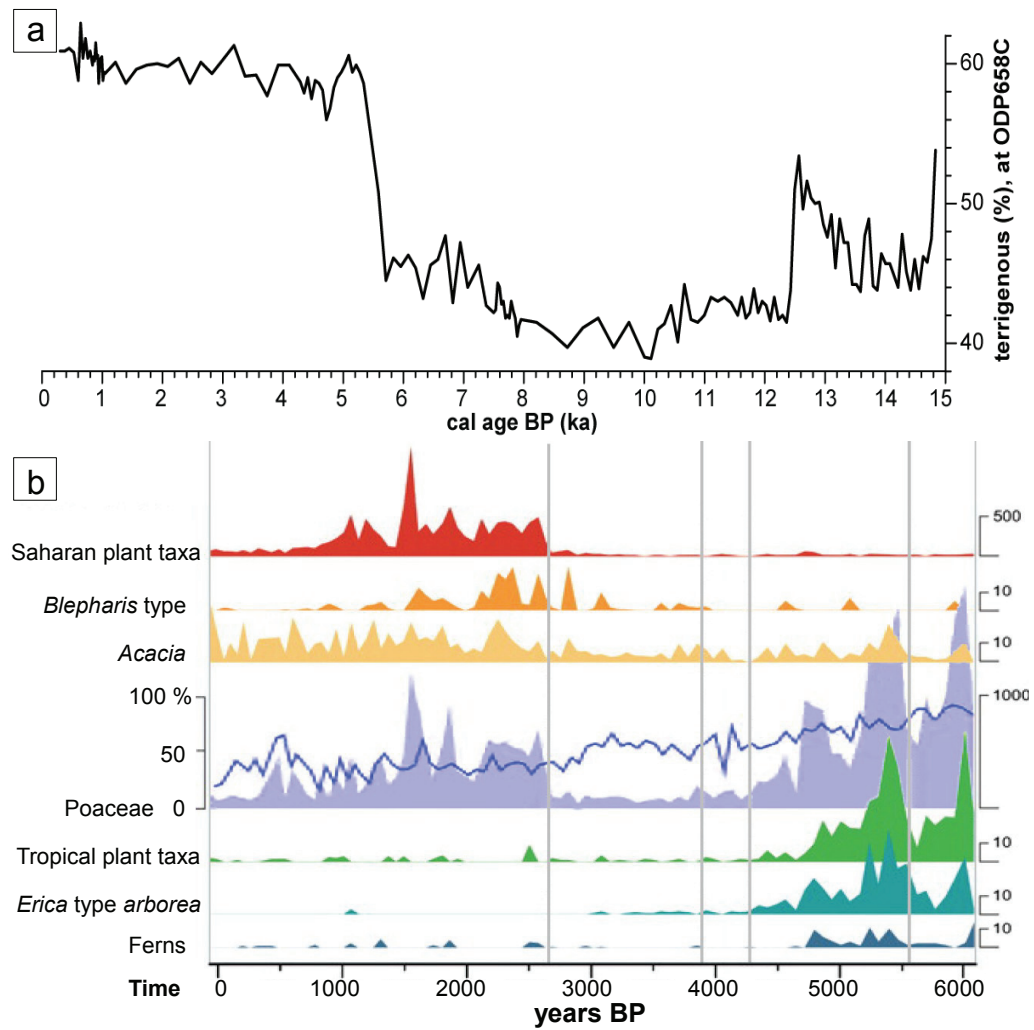 a
60
50
40
terrigenous (%), at ODP658C
0 1 2 3 4 5 6 7 8 9 10 11 12 13 14 15
cal age BP (ka)
b
Saharan plant taxa
500
Blepharis type
10
Acacia
10
100 %
50
0
1000
Poaceae
Tropical plant taxa
10
Erica type arborea
10
Ferns
10
Time
0 1000 2000 3000 4000 5000 6000
years BP